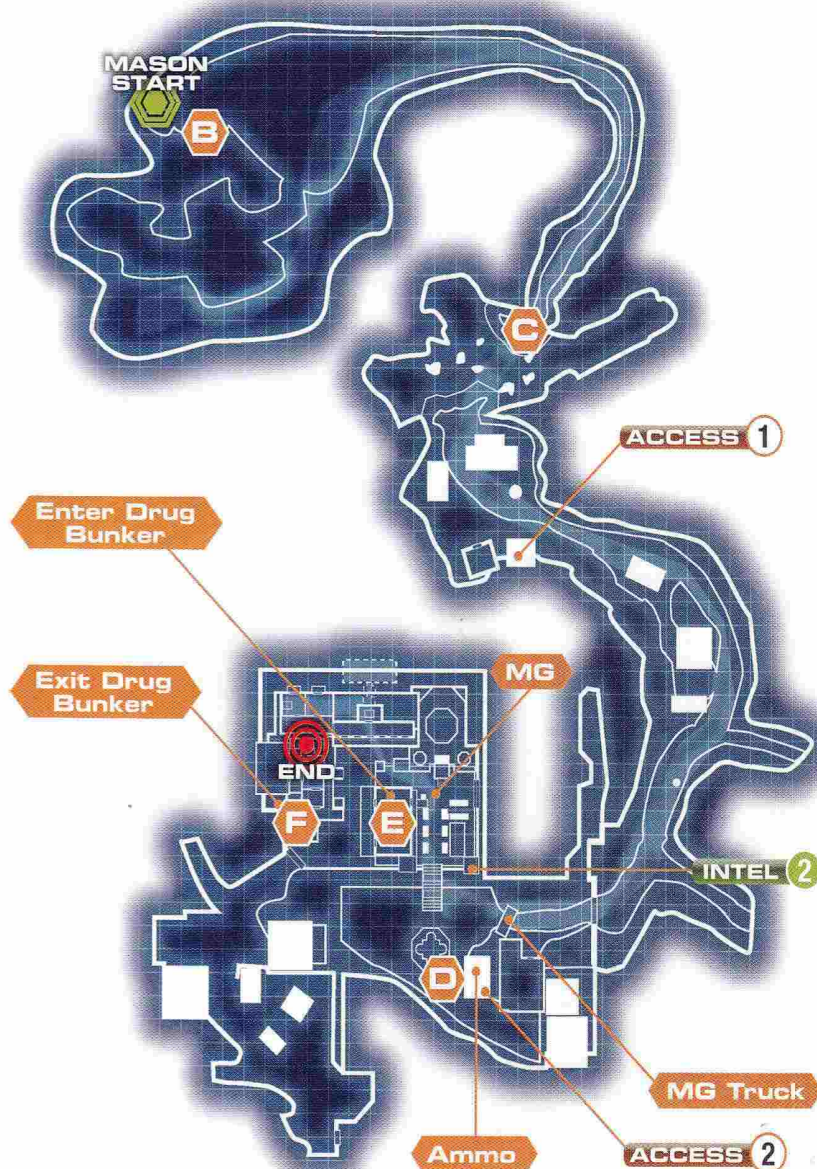 MASON
START
B
C
ACCESS 1
Enter Drug
Bunker
Exit Drug
Bunker
MG
END
F
E
INTEL 2
D
MG Truck
Ammo
ACCESS 2